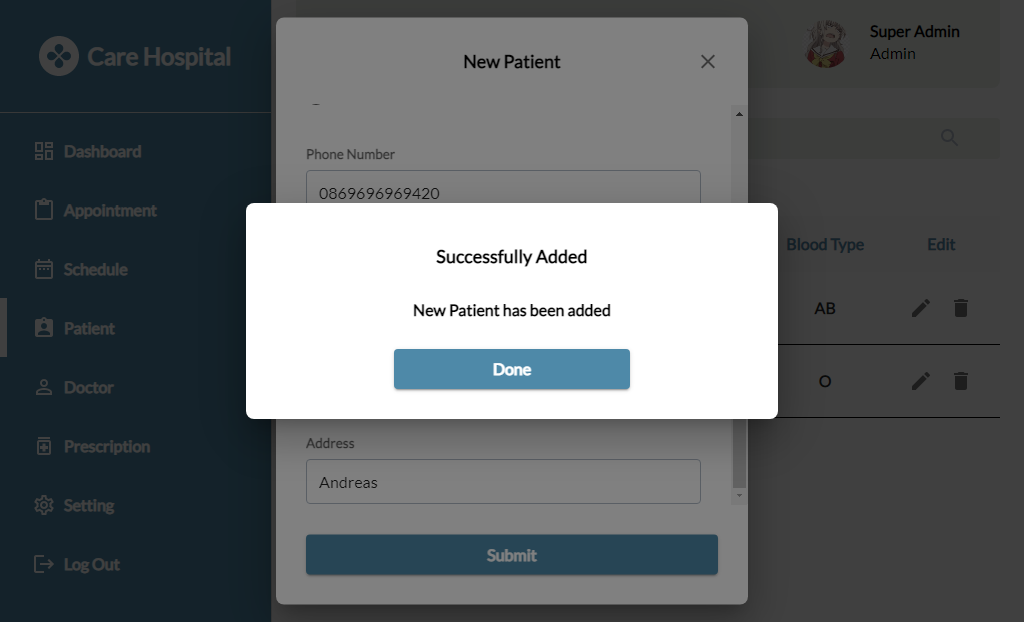 Care Hospital
Dashboard
Appointment
Schedule
Patient
Doctor
Prescription
Setting
Log Out
Super Admin
Admin
Blood Type Edit
AB
O
New Patient
Phone Number
0869696969420
Successfully Added
New Patient has been added
Done
Address
Andreas
Submit